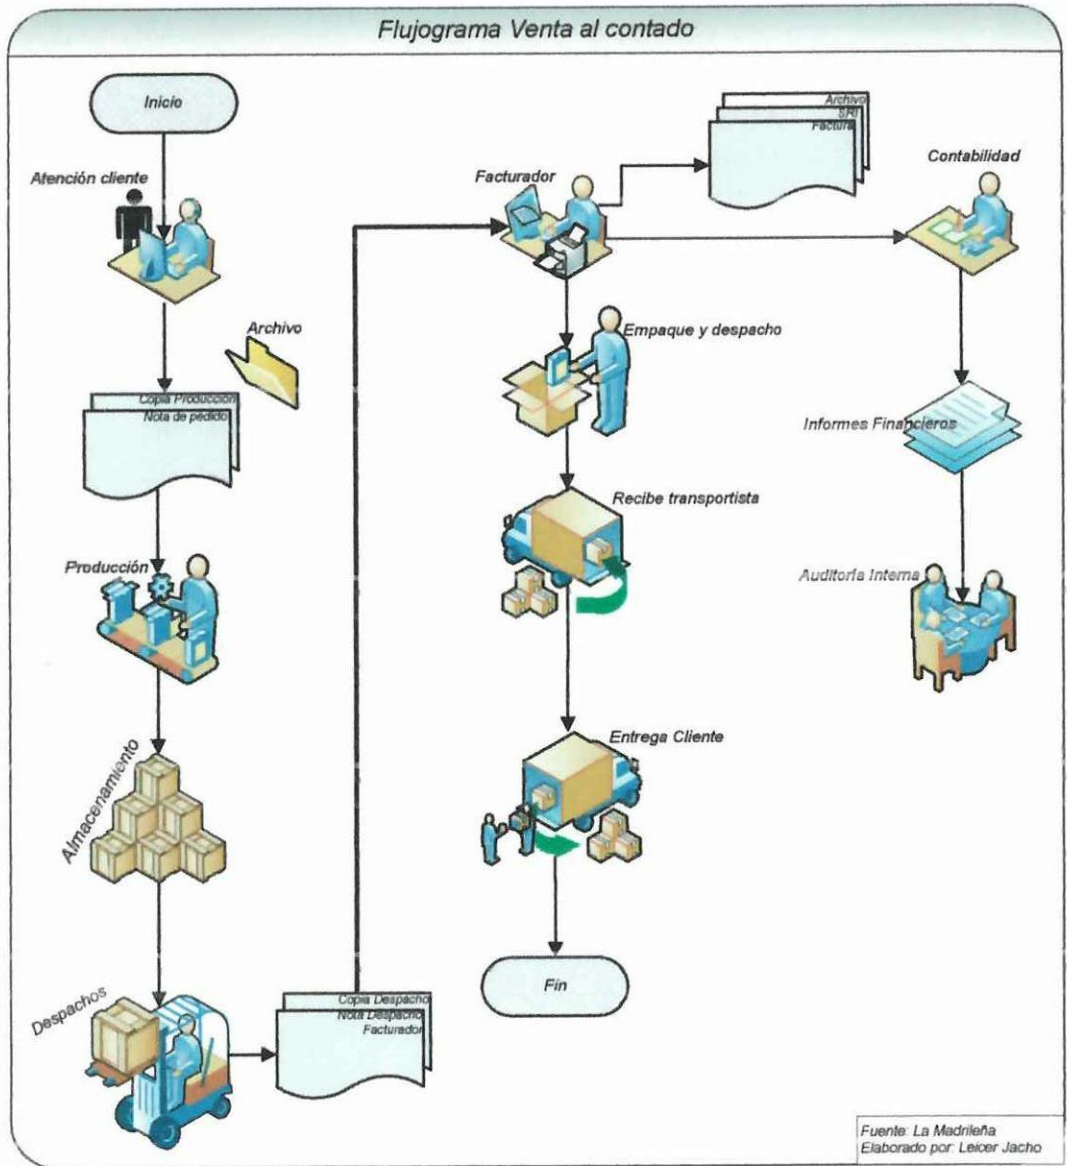 Flujograma Venta al contado
Inicio
Atención cliente
Archivo
Copia Producción
Nota de pedido
Producción
Almacenamiento
Despachos
Copia Despacho
Nota Despacho
Facturador
Facturador
Archivo
SRI
Factura
Contabilidad
Empaque y despacho
Informes Financieros
Recibe transportista
Auditoría Interna
Entrega Cliente
Fin
Fuente: La Madrileña
Elaborado por: Leicer Jacho